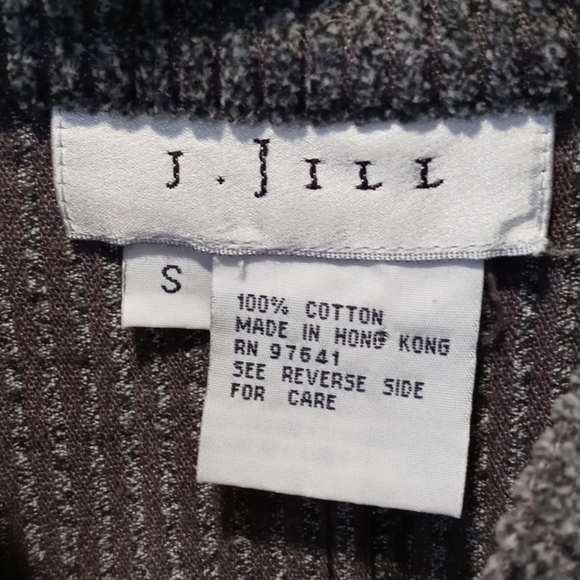 J. JILL
S
100% COTTON
MADE IN HONG KONG
RN 97641
SEE REVERSE SIDE
FOR CARE